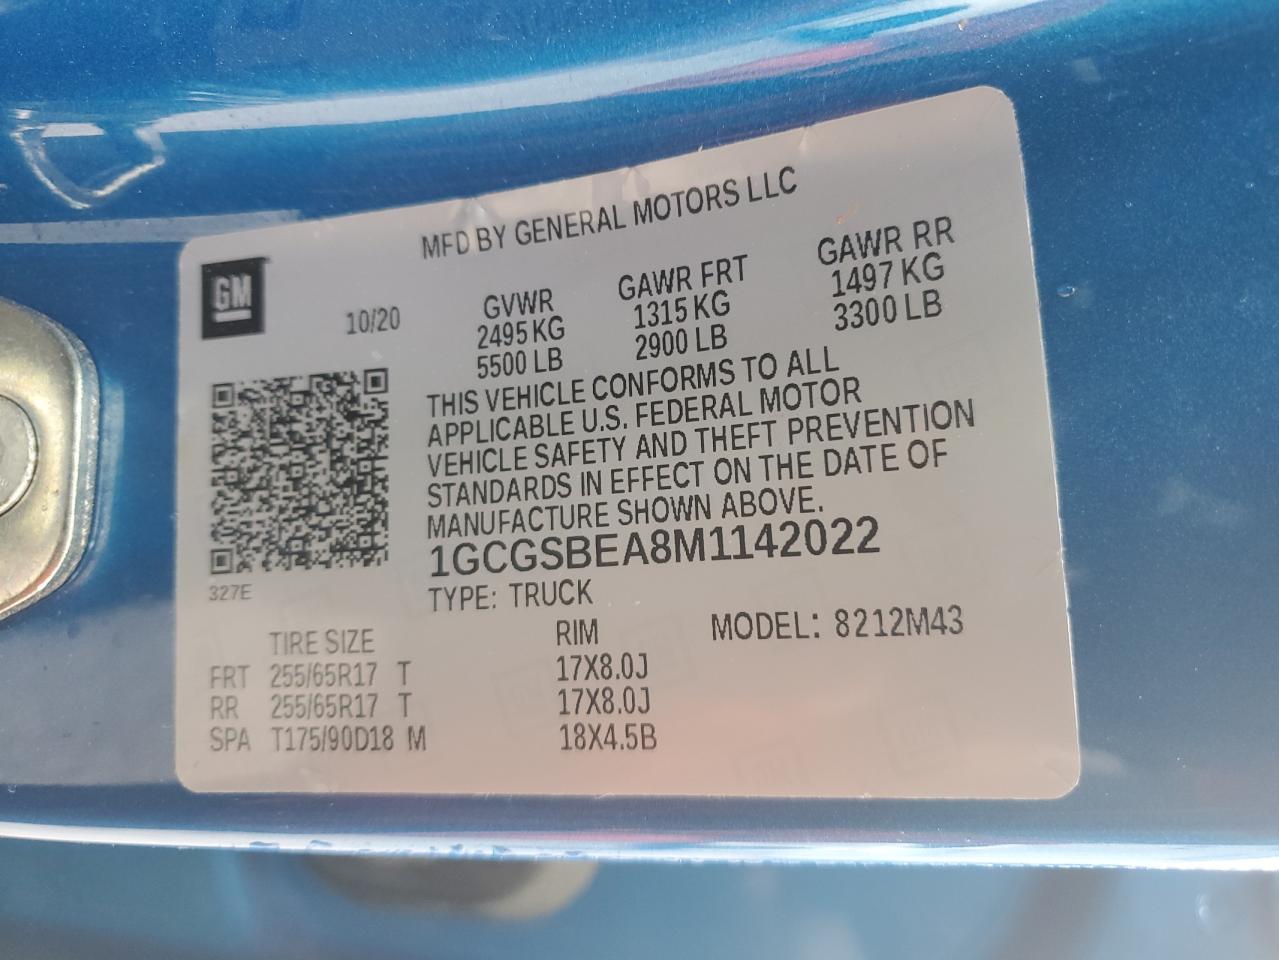 MFD BY GENERAL MOTORS LLC
GM
10/20
GVWR GAWR FRT GAWR RR
2495 KG 1315 KG 1497 KG
5500 LB 2900 LB 3300 LB
THIS VEHICLE CONFORMS TO ALL
APPLICABLE U.S. FEDERAL MOTOR
VEHICLE SAFETY AND THEFT PREVENTION
STANDARDS IN EFFECT ON THE DATE OF
MANUFACTURE SHOWN ABOVE.
1GCGSBEA8M1142022
327E
TYPE: TRUCK
TIRE SIZE RIM MODEL: 8212M43
FRT 255/65R17 T 17X8.0J
RR 255/65R17 T 17X8.0J
SPA T175/90D18 M 18X4.5B